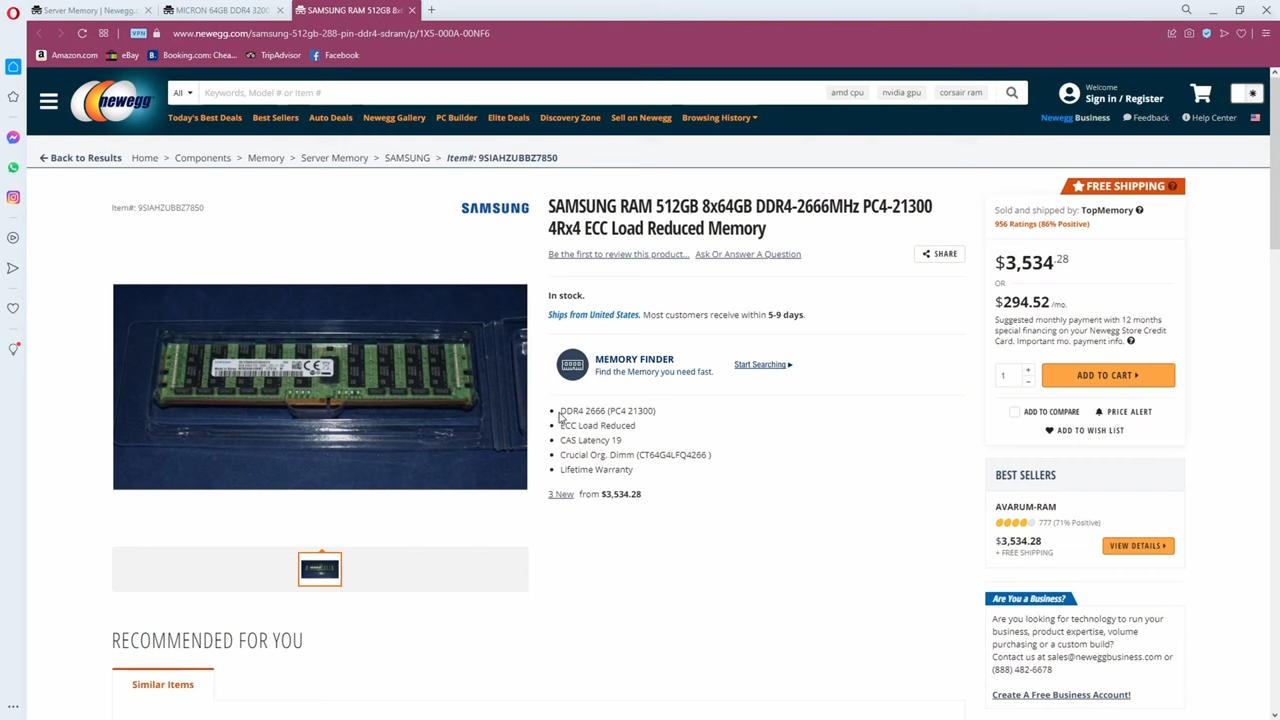 Server Memory | Newegg.c
MICRON 64GB DDR4 3200
SAMSUNG RAM 512GB 8x6
VPN
www.newegg.com/samsung-512gb-288-pin-ddr4-sdram/p/1X5-000A-00NF6
Amazon.com
eBay
Booking.com: Chea...
TripAdvisor
Facebook
newegg
All
Keywords, Model # or Item #
amd cpu
nvidia gpu
corsair ram
Welcome
Sign in / Register
Today's Best Deals
Best Sellers
Auto Deals
Newegg Gallery
PC Builder
Elite Deals
Discovery Zone
Sell on Newegg
Browsing History
Newegg Business
Feedback
Help Center
Back to Results
Home > Components > Memory > Server Memory > SAMSUNG > Item#: 9SIAHZUBBZ7850
FREE SHIPPING
Item#: 9SIAHZUBBZ7850
SAMSUNG
SAMSUNG RAM 512GB 8x64GB DDR4-2666MHz PC4-21300
4Rx4 ECC Load Reduced Memory
Be the first to review this product...
Ask Or Answer A Question
SHARE
In stock.
Ships from United States. Most customers receive within 5-9 days.
MEMORY FINDER
Find the Memory you need fast.
Start Searching
• DDR4 2666 (PC4 21300)
• ECC Load Reduced
• CAS Latency 19
• Crucial Org. Dimm (CT64G4LFQ4266 )
• Lifetime Warranty
3 New from $3,534.28
Sold and shipped by: TopMemory
956 Ratings (86% Positive)
$3,534.28
OR
$294.52 /mo.
Suggested monthly payment with 12 months
special financing on your Newegg Store Credit
Card. Important mo. payment info.
1
ADD TO CART
ADD TO COMPARE
PRICE ALERT
ADD TO WISH LIST
BEST SELLERS
AVARUM-RAM
777 (71% Positive)
$3,534.28
+ FREE SHIPPING
VIEW DETAILS
Are You a Business?
Are you looking for technology to run your
business, product expertise, volume
purchasing or a custom build?
Contact us at sales@neweggbusiness.com or
(888) 482-6678
Create A Free Business Account!
RECOMMENDED FOR YOU
Similar Items